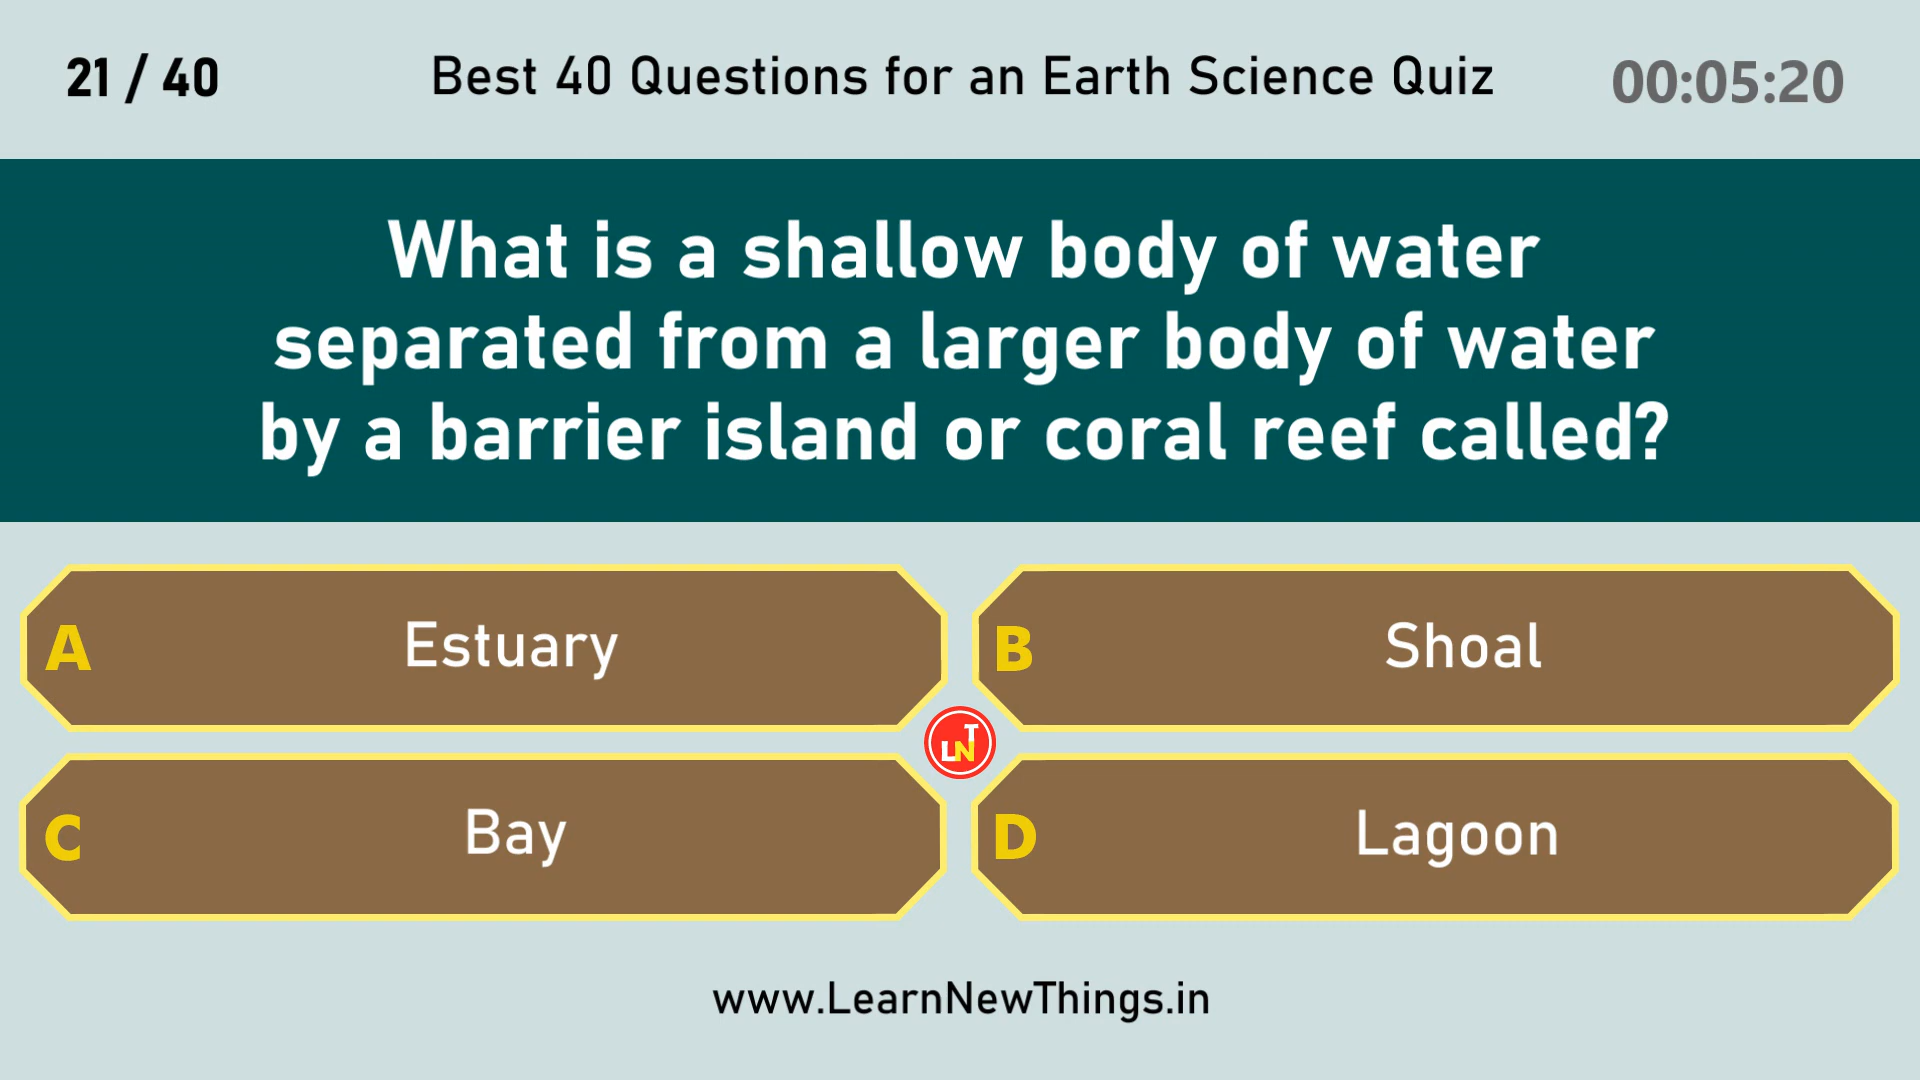 21 / 40
Best 40 Questions for an Earth Science Quiz
00:05:20
What is a shallow body of water
separated from a larger body of water
by a barrier island or coral reef called?
A Estuary
B Shoal
LNT
C Bay
D Lagoon
www.LearnNewThings.in